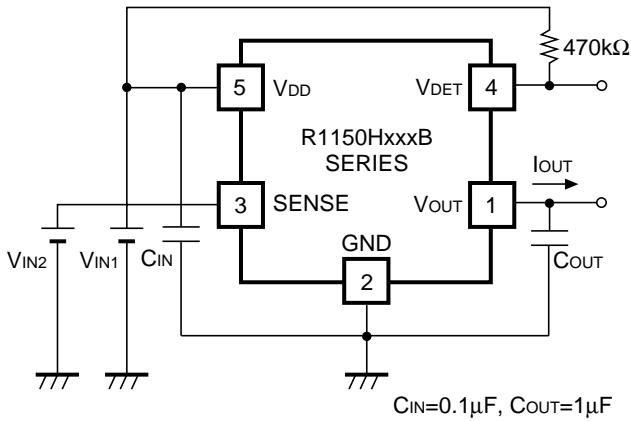 470kΩ
5
VDD
VDET
4
R1150HxxxB
SERIES
IOUT
3
SENSE
VOUT
1
VIN2
VIN1
CIN
GND
2
COUT
CIN=0.1μF, COUT=1μF